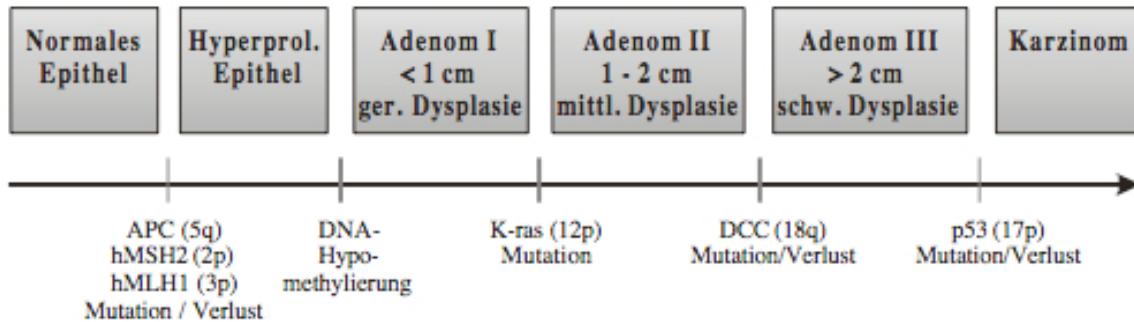 Normales
Epithel
Hyperprol.
Epithel
Adenom I
< 1 cm
ger. Dysplasie
Adenom II
1 - 2 cm
mittl. Dysplasie
Adenom III
> 2 cm
schw. Dysplasie
Karzinom
APC (5q)
hMSH2 (2p)
hMLH1 (3p)
Mutation / Verlust
DNA-
Hypo-
methylierung
K-ras (12p)
Mutation
DCC (18q)
Mutation/Verlust
p53 (17p)
Mutation/Verlust